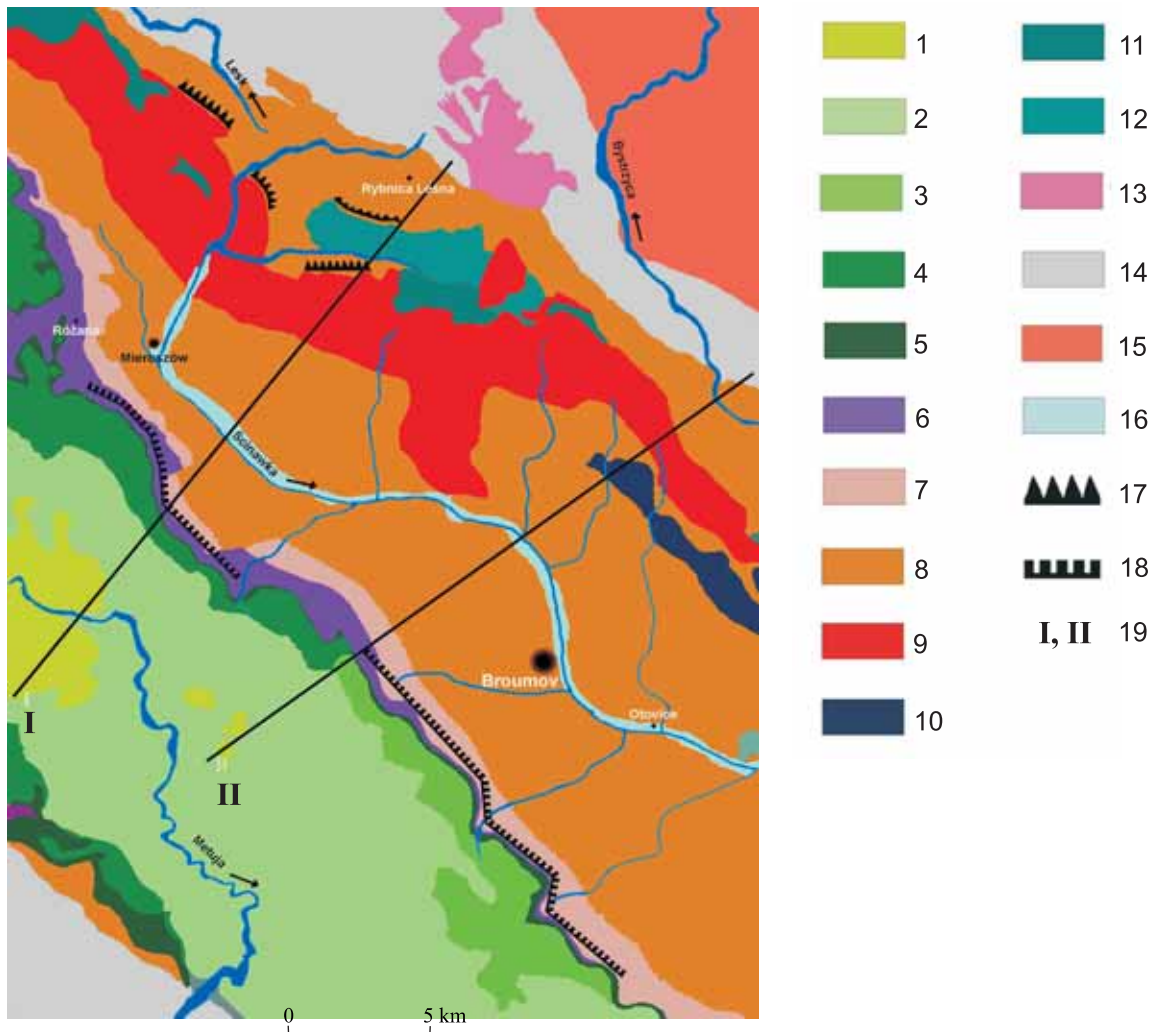 Lesk
Bystrzyca
Rybnica Leśna
Różana
Mieroszów
Ścinawka
Broumov
Otovice
I
II
Metuja
0 5 km
1
2
3
4
5
6
7
8
9
10
11
12
13
14
15
16
17
18
I, II 19